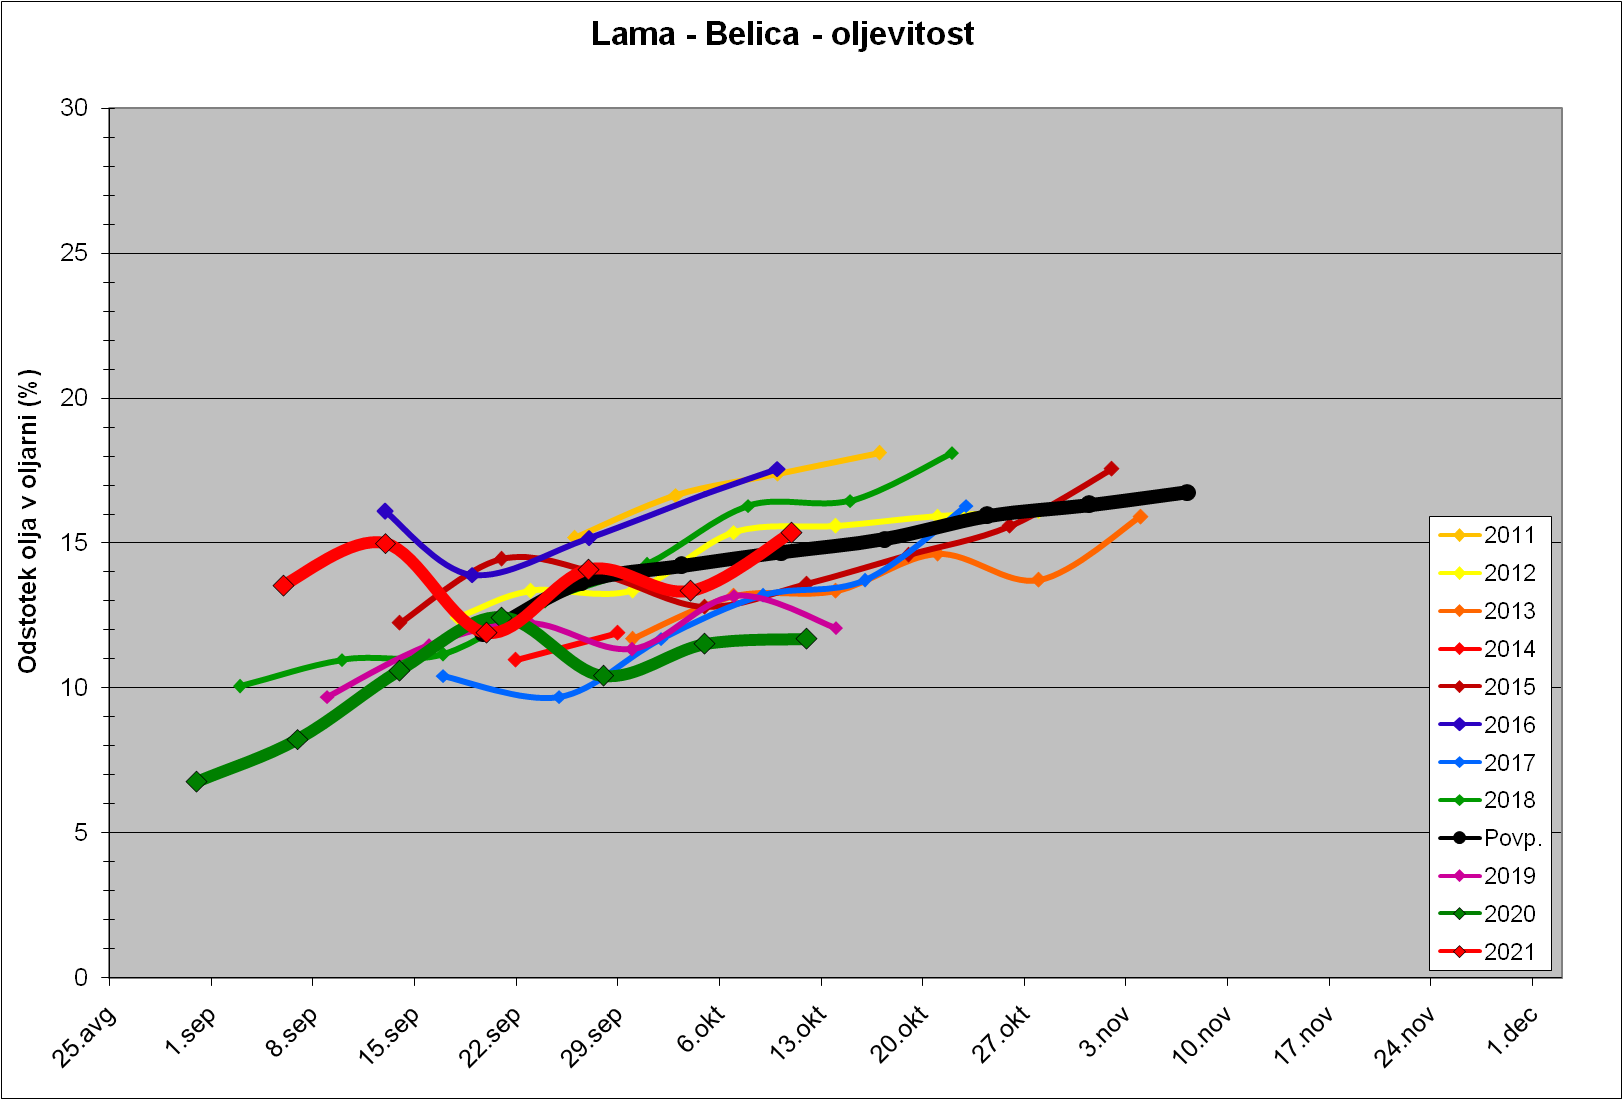 Lama - Belica - oljevitost
Odstotek olja v oljarni (%)
30
25
20
15
10
5
0
25.avg
1.sep
8.sep
15.sep
22.sep
29.sep
6.okt
13.okt
20.okt
27.okt
3.nov
10.nov
17.nov
24.nov
1.dec
2011
2012
2013
2014
2015
2016
2017
2018
Povp.
2019
2020
2021